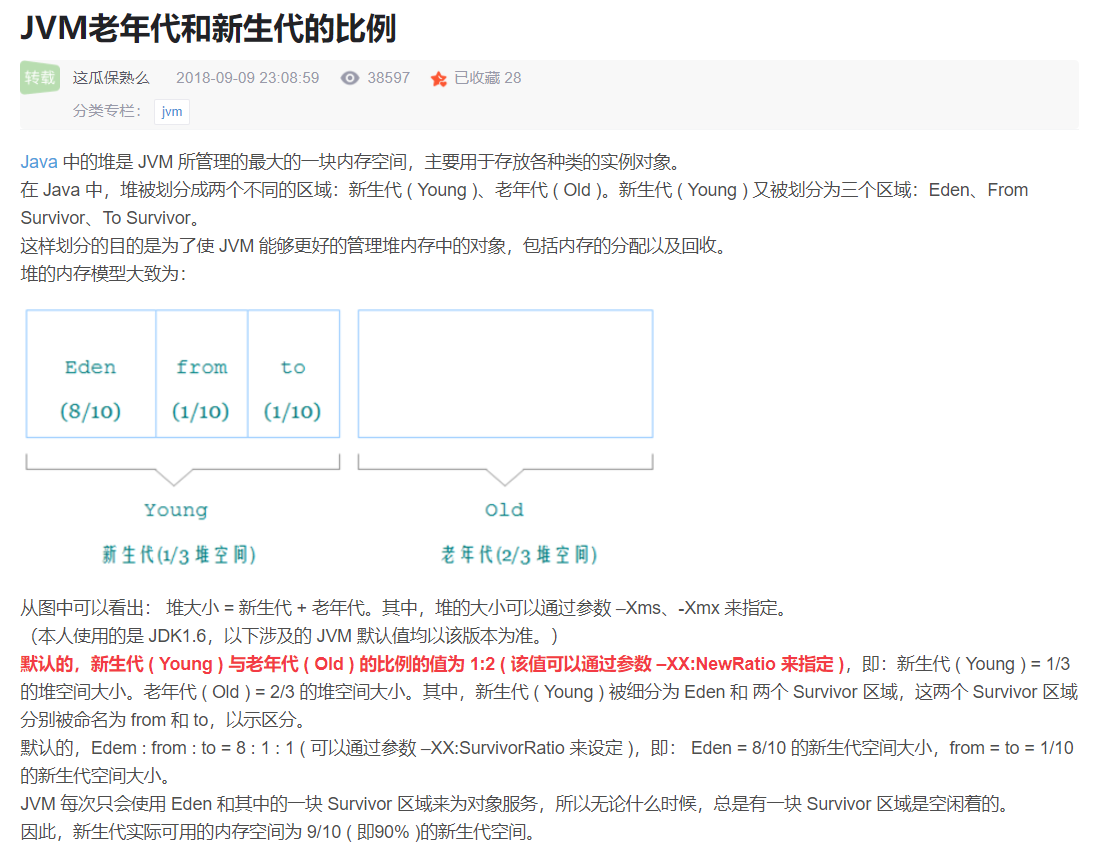 JVM老年代和新生代的比例
转载 这瓜保熟么 2018-09-09 23:08:59 38597 已收藏 28
分类专栏： jvm
Java 中的堆是 JVM 所管理的最大的一块内存空间，主要用于存放各种类的实例对象。
在 Java 中，堆被划分成两个不同的区域：新生代 ( Young )、老年代 ( Old )。新生代 ( Young ) 又被划分为三个区域：Eden、From
Survivor、To Survivor。
这样划分的目的是为了使 JVM 能够更好的管理堆内存中的对象，包括内存的分配以及回收。
堆的内存模型大致为：
Eden from to
(8/10) (1/10) (1/10)
Young Old
新生代(1/3 堆空间) 老年代(2/3 堆空间)
从图中可以看出： 堆大小 = 新生代 + 老年代。其中，堆的大小可以通过参数 –Xms、-Xmx 来指定。
（本人使用的是 JDK1.6，以下涉及的 JVM 默认值均以该版本为准。）
默认的，新生代 ( Young ) 与老年代 ( Old ) 的比例的值为 1:2 ( 该值可以通过参数 –XX:NewRatio 来指定 )，即：新生代 ( Young ) = 1/3
的堆空间大小。老年代 ( Old ) = 2/3 的堆空间大小。其中，新生代 ( Young ) 被细分为 Eden 和 两个 Survivor 区域，这两个 Survivor 区域
分别被命名为 from 和 to，以示区分。
默认的，Edem : from : to = 8 : 1 : 1 ( 可以通过参数 –XX:SurvivorRatio 来设定 )，即： Eden = 8/10 的新生代空间大小，from = to = 1/10
的新生代空间大小。
JVM 每次只会使用 Eden 和其中的一块 Survivor 区域来为对象服务，所以无论什么时候，总是有一块 Survivor 区域是空闲着的。
因此，新生代实际可用的内存空间为 9/10 ( 即90% )的新生代空间。